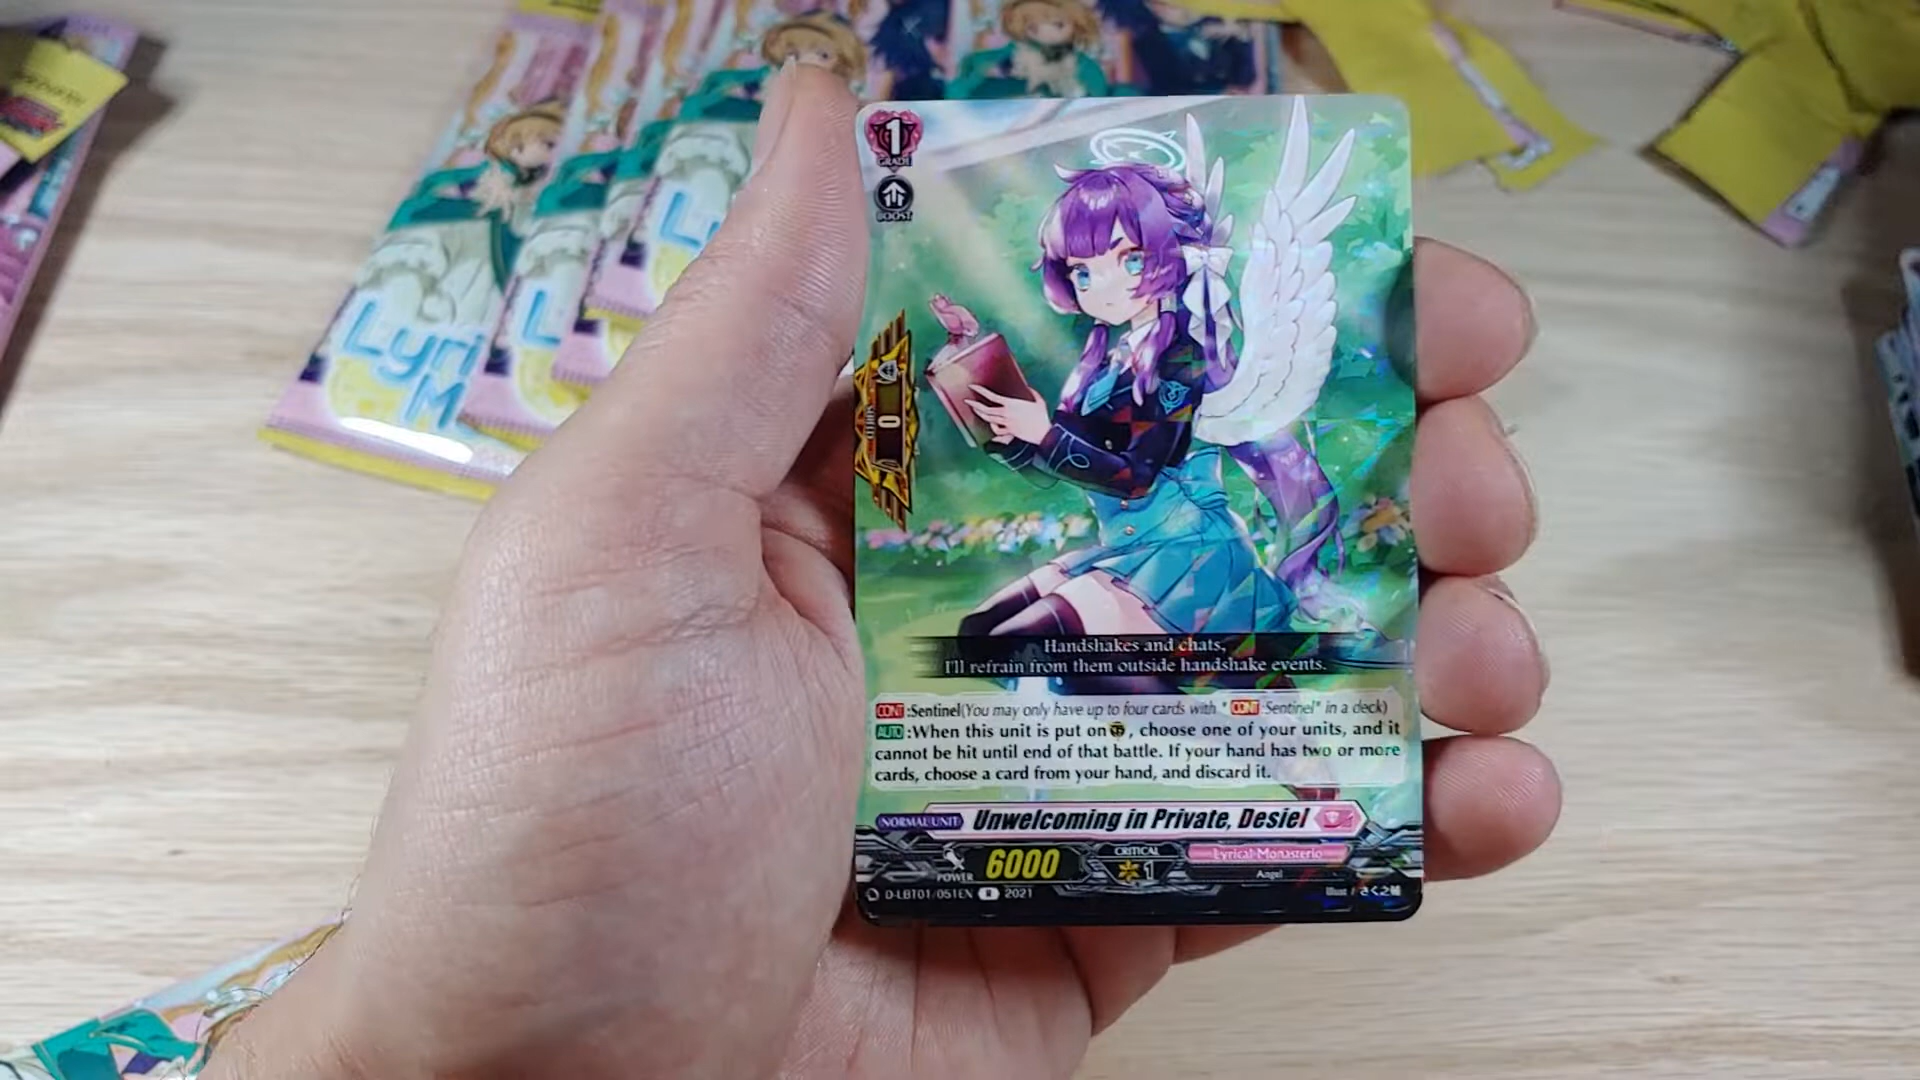 Lyri
M
L
Ly
1
GRADE
BOOST
0
SHIELD
Handshakes and chats,
I'll refrain from them outside handshake events.
CONT:Sentinel(You may only have up to four cards with "CONT:Sentinel" in a deck)
AUTO:When this unit is put on , choose one of your units, and it
cannot be hit until end of that battle. If your hand has two or more
cards, choose a card from your hand, and discard it.
NORMAL UNIT Unwelcoming in Private, Desiel
POWER 6000 CRITICAL 1 Lyrical Monasterio
Angel
D-LBT01/051EN R 2021 Illust / さく之輔